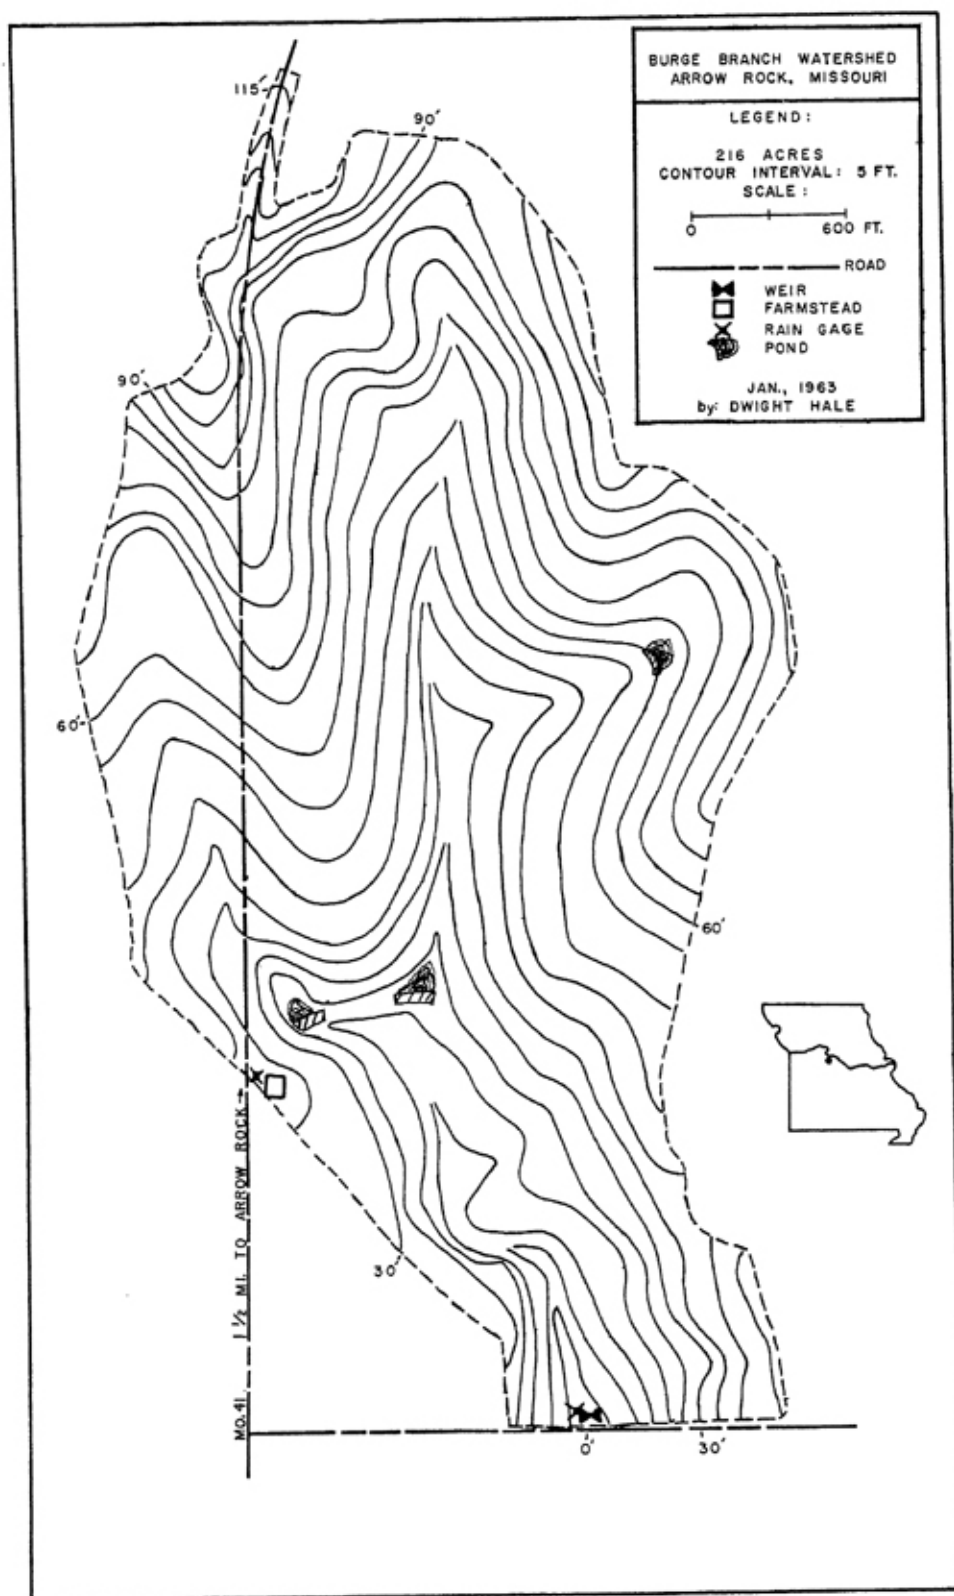 BURGE BRANCH WATERSHED
ARROW ROCK, MISSOURI
LEGEND:
216 ACRES
CONTOUR INTERVAL: 5 FT.
SCALE:
0 600 FT.
ROAD
WEIR
FARMSTEAD
RAIN GAGE
POND
JAN., 1963
by: DWIGHT HALE
115'
90'
90'
60'
60'
30'
MO. 41 1 1/2 MI. TO ARROW ROCK→
0' 30'